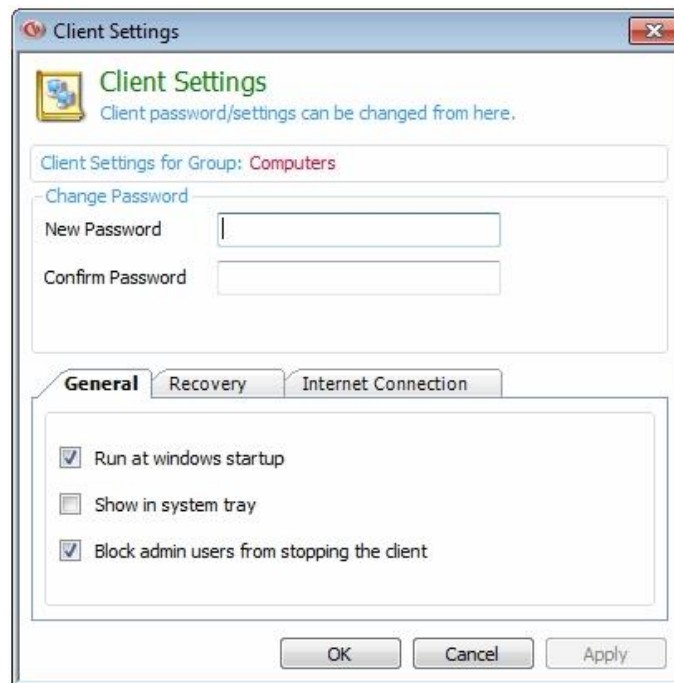 Client Settings
Client Settings
Client password/settings can be changed from here.
Client Settings for Group: Computers
Change Password
New Password
Confirm Password
General Recovery Internet Connection
Run at windows startup
Show in system tray
Block admin users from stopping the client
OK Cancel Apply